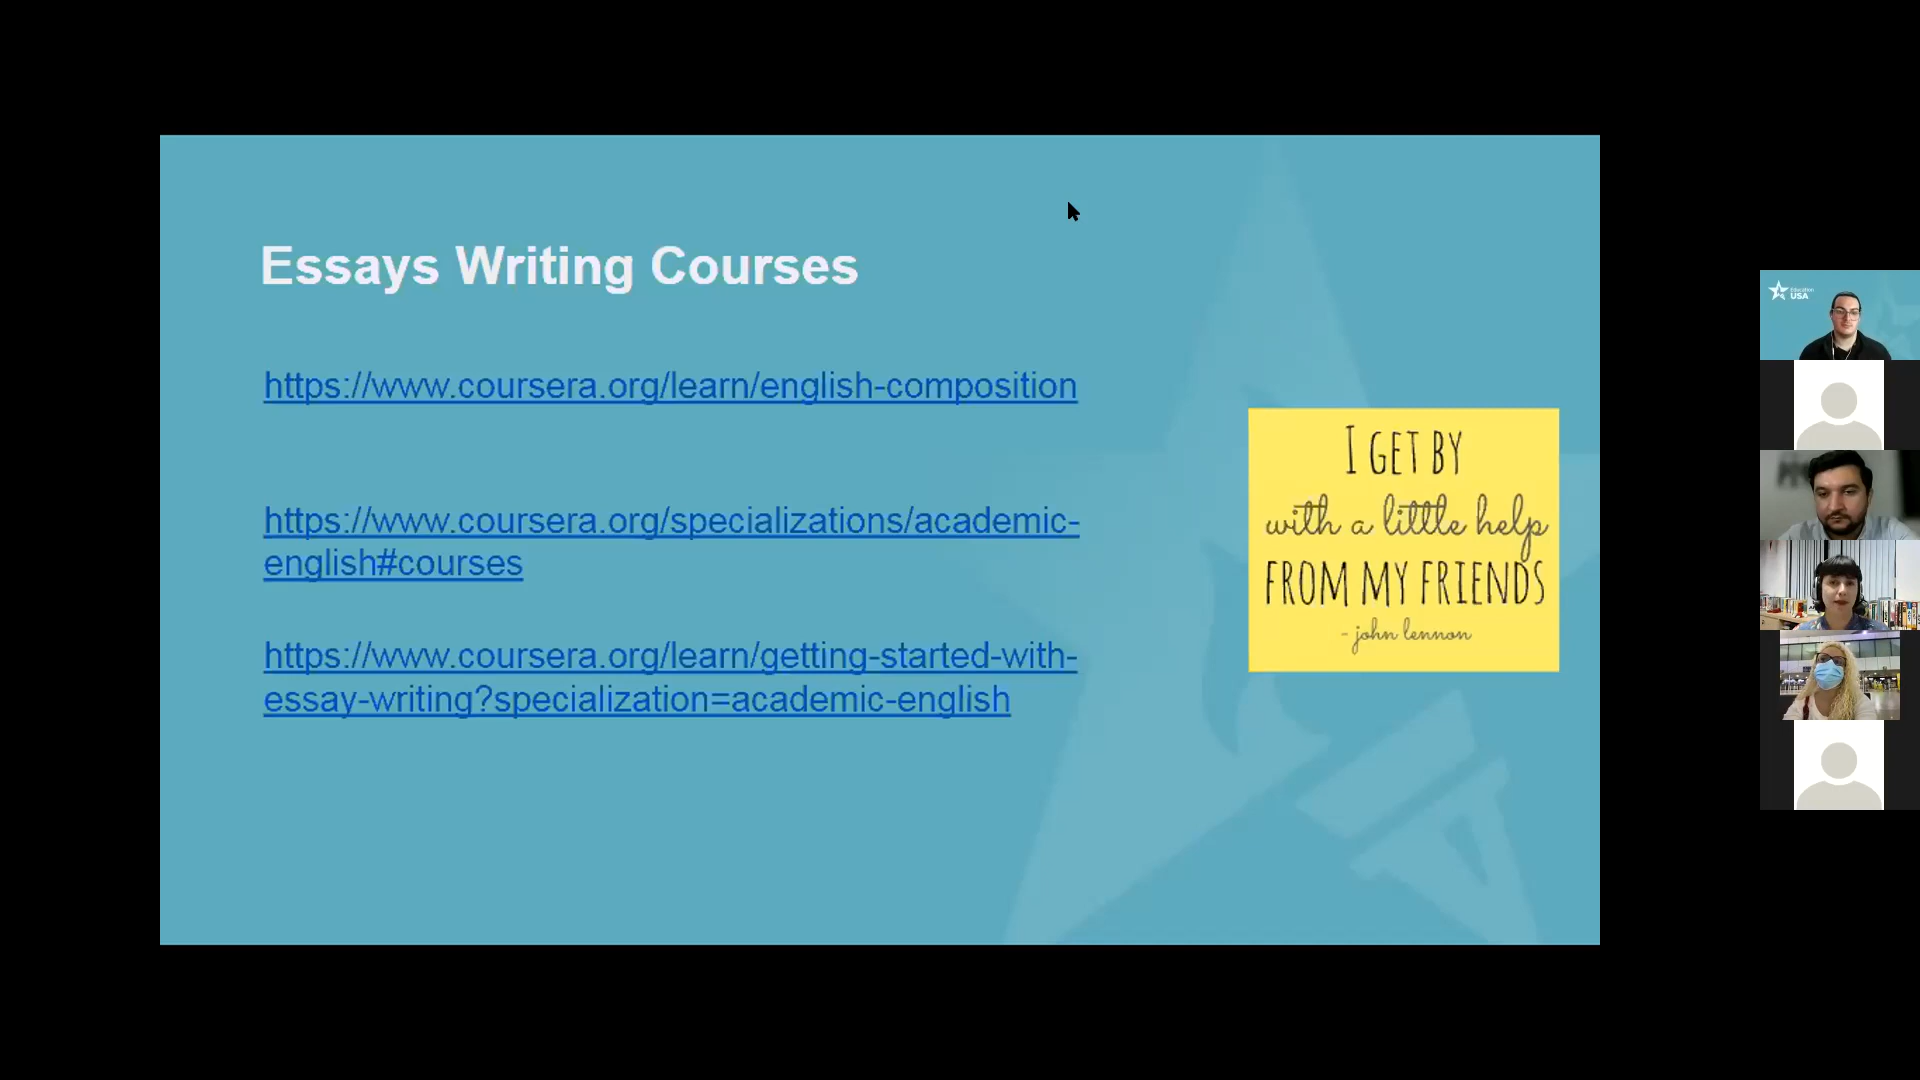 Essays Writing Courses
https://www.coursera.org/learn/english-composition
https://www.coursera.org/specializations/academic-
english#courses
https://www.coursera.org/learn/getting-started-with-
essay-writing?specialization=academic-english
I GET BY
with a little help
FROM MY FRIENDS
- john lennon
Education
USA